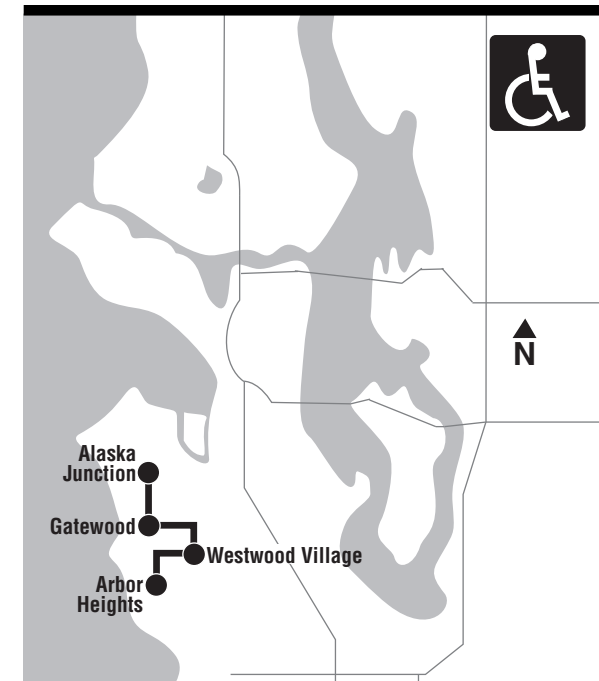 N
Alaska
Junction
Gatewood
Westwood Village
Arbor
Heights